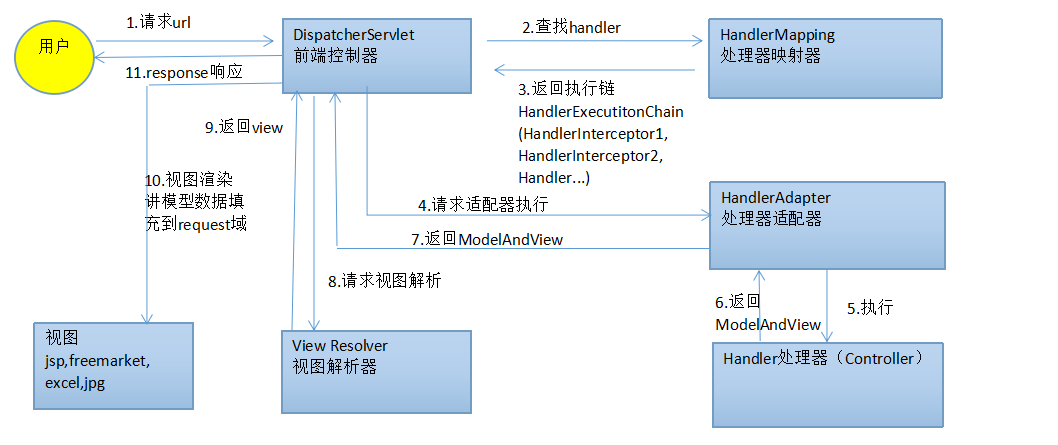 1.请求url
用户
DispatcherServlet
前端控制器
2.查找handler
HandlerMapping
处理器映射器
11.response响应
3.返回执行链
HandlerExecutitonChain
(HandlerInterceptor1,
HandlerInterceptor2,
Handler...)
9.返回view
10.视图渲染
讲模型数据填
充到request域
4.请求适配器执行
HandlerAdapter
处理器适配器
7.返回ModelAndView
8.请求视图解析
6.返回
ModelAndView
5.执行
视图
jsp,freemarket,
excel,jpg
View Resolver
视图解析器
Handler处理器（Controller）